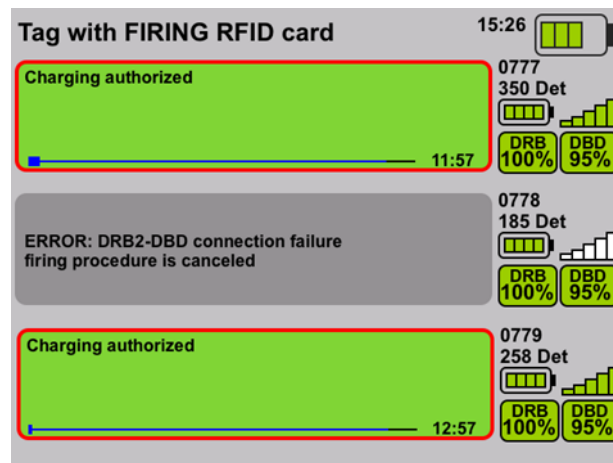 Tag with FIRING RFID card
15:26
Charging authorized
11:57
0777
350 Det
DRB
100%
DBD
95%
ERROR: DRB2-DBD connection failure
firing procedure is canceled
0778
185 Det
DRB
100%
DBD
95%
Charging authorized
12:57
0779
258 Det
DRB
100%
DBD
95%